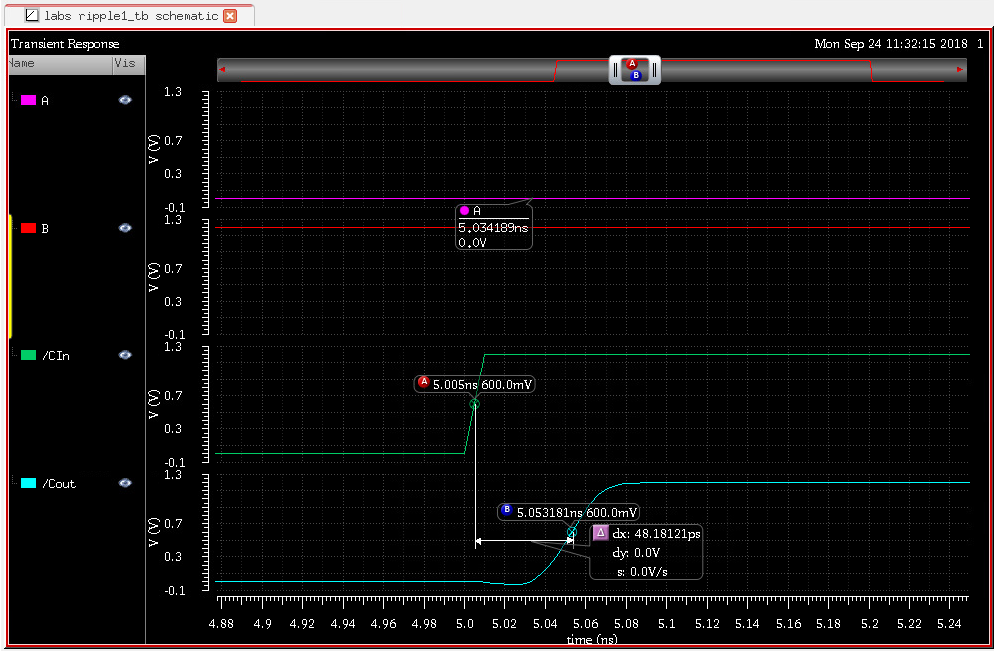 labs ripple1_tb schematic
Transient Response
Mon Sep 24 11:32:15 2018 1
Name Vis
A
B
1.3
A
V (V)
0.7
0.3
-0.1
A
5.034189ns
0.0V
1.3
B
V (V)
0.7
0.3
-0.1
1.3
/CIn
A 5.005ns 600.0mV
V (V)
0.7
0.3
-0.1
1.3
/Cout
B 5.053181ns 600.0mV
V (V)
0.7
0.3
-0.1
Δ dx: 48.18121ps
dy: 0.0V
s: 0.0V/s
4.88 4.9 4.92 4.94 4.96 4.98 5.0 5.02 5.04 5.06 5.08 5.1 5.12 5.14 5.16 5.18 5.2 5.22 5.24
time (ns)